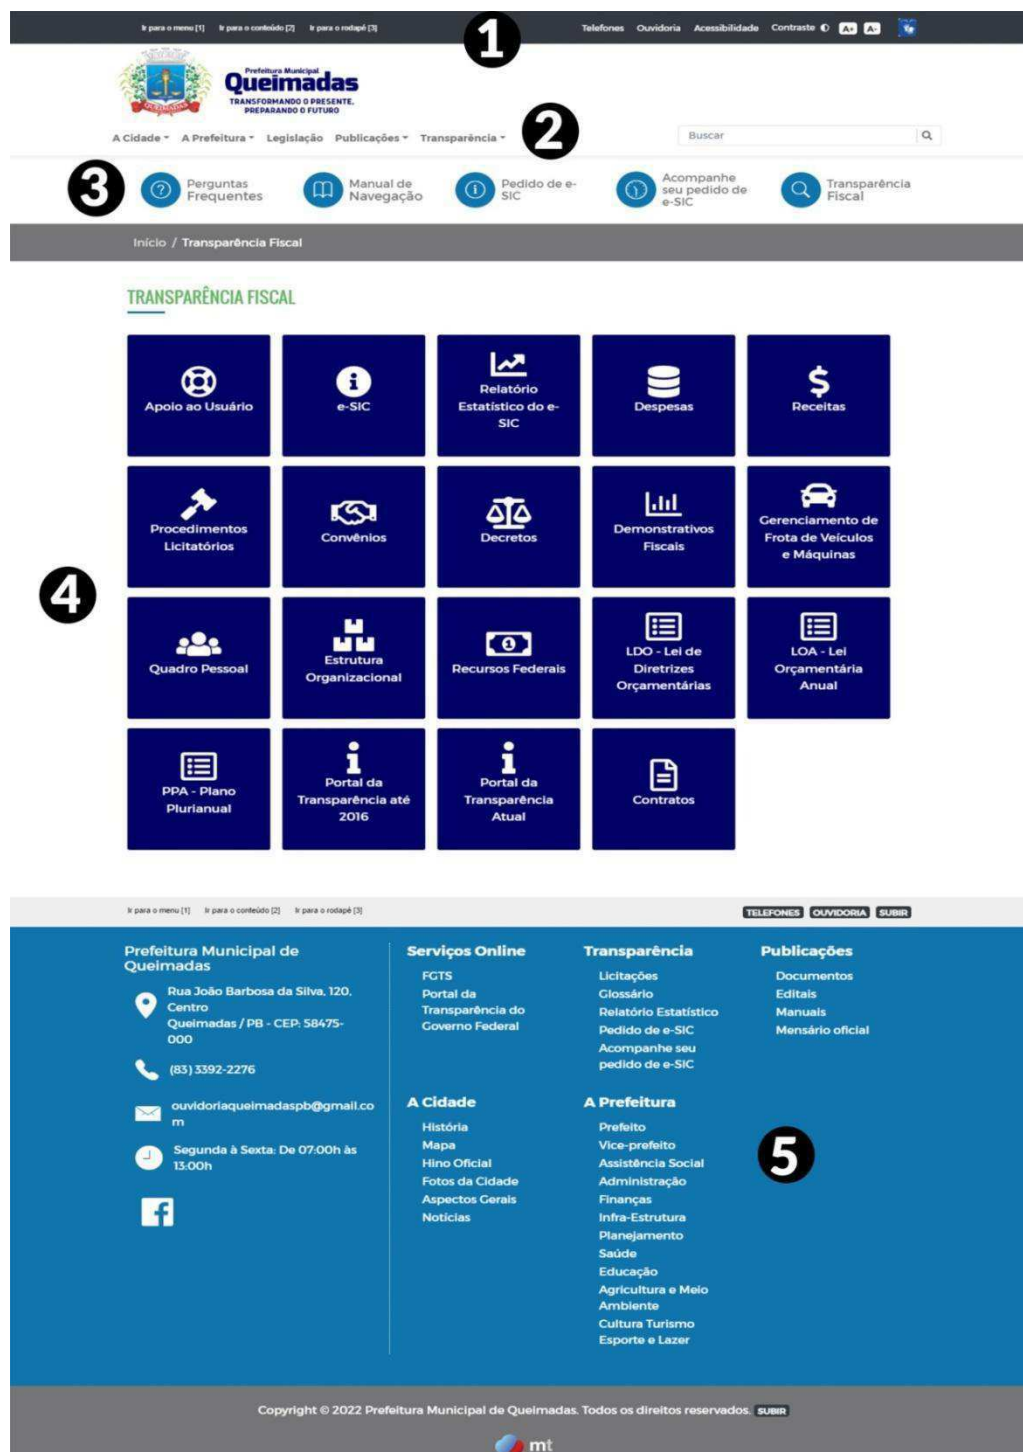 Ir para o menu [1] Ir para o conteúdo [2] Ir para o rodapé [3] 1 Telefones Ouvidoria Acessibilidade Contraste A+ A-
Prefeitura Municipal
Queimadas
TRANSFORMANDO O PRESENTE,
PREPARANDO O FUTURO
QUEIMADAS
A Cidade A Prefeitura Legislação Publicações Transparência 2 Buscar
3
Perguntas
Frequentes
Manual de
Navegação
Pedido de e-
SIC
Acompanhe
seu pedido de
e-SIC
Transparência
Fiscal
Início / Transparência Fiscal
TRANSPARÊNCIA FISCAL
Apoio ao Usuário
e-SIC
Relatório
Estatístico do e-
SIC
Despesas
Receitas
Procedimentos
Licitatórios
Convênios
Decretos
Demonstrativos
Fiscais
Gerenciamento de
Frota de Veículos
e Máquinas
4
Quadro Pessoal
Estrutura
Organizacional
Recursos Federais
LDO - Lei de
Diretrizes
Orçamentárias
LOA - Lei
Orçamentária
Anual
PPA - Plano
Plurianual
Portal da
Transparência até
2016
Portal da
Transparência
Atual
Contratos
Ir para o menu [1] Ir para o conteúdo [2] Ir para o rodapé [3] TELEFONES OUVIDORIA SUBIR
Prefeitura Municipal de
Queimadas
Rua João Barbosa da Silva, 120,
Centro
Queimadas / PB - CEP: 58475-
000
(83) 3392-2276
ouvidoriaqueimadaspb@gmail.co
m
Segunda à Sexta: De 07:00h às
13:00h
Serviços Online
FGTS
Portal da
Transparência do
Governo Federal
Transparência
Licitações
Glossário
Relatório Estatístico
Pedido de e-SIC
Acompanhe seu
pedido de e-SIC
Publicações
Documentos
Editais
Manuais
Mensário oficial
A Cidade
História
Mapa
Hino Oficial
Fotos da Cidade
Aspectos Gerais
Notícias
A Prefeitura
Prefeito
Vice-prefeito
Assistência Social
Administração
Finanças
Infra-Estrutura
Planejamento
Saúde
Educação
Agricultura e Meio
Ambiente
Cultura Turismo
Esporte e Lazer
5
Copyright © 2022 Prefeitura Municipal de Queimadas. Todos os direitos reservados. SUBIR
mt